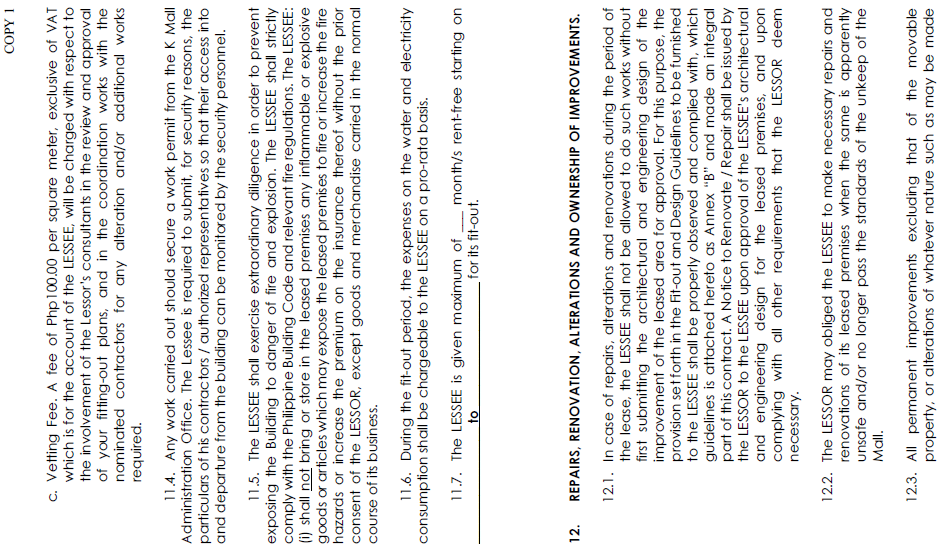 COPY 1
c. Vetting Fee. A fee of Php100.00 per square meter, exclusive of VAT
which is for the account of the LESSEE, will be charged with respect to
the involvement of the Lessor's consultants in the review and approval
of your fitting-out plans, and in the coordination works with the
nominated contractors for any alteration and/or additional works
required.
11.4. Any work carried out should secure a work permit from the K Mall
Administration Office. The Lessee is required to submit, for security reasons, the
particulars of his contractors / authorized representatives so that their access into
and departure from the building can be monitored by the security personnel.
11.5. The LESSEE shall exercise extraordinary diligence in order to prevent
exposing the Building to danger of fire and explosion. The LESSEE shall strictly
comply with the Philippine Building Code and relevant fire regulations. The LESSEE:
(i) shall not bring or store in the leased premises any inflammable or explosive
goods or articles which may expose the leased premises to fire or increase the fire
hazards or increase the premium on the insurance thereof without the prior
consent of the LESSOR, except goods and merchandise carried in the normal
course of its business.
11.6. During the fit-out period, the expenses on the water and electricity
consumption shall be chargeable to the LESSEE on a pro-rata basis.
11.7. The LESSEE is given maximum of ___ month/s rent-free starting on
____________ to ____________ for its fit-out.
12. REPAIRS, RENOVATION, ALTERATIONS AND OWNERSHIP OF IMPROVEMENTS.
12.1. In case of repairs, alterations and renovations during the period of
the lease, the LESSEE shall not be allowed to do such works without
first submitting the architectural and engineering design of the
improvement of the leased area for approval. For this purpose, the
provision set forth in the Fit-out and Design Guidelines to be furnished
to the LESSEE shall be properly observed and complied with, which
guidelines is attached hereto as Annex "B" and made an integral
part of this contract. A Notice to Renovate / Repair shall be issued by
the LESSOR to the LESSEE upon approval of the LESSEE's architectural
and engineering design for the leased premises, and upon
complying with all other requirements that the LESSOR deem
necessary.
12.2. The LESSOR may obliged the LESSEE to make necessary repairs and
renovations of its leased premises when the same is apparently
unsafe and/or no longer pass the standards of the unkeep of the
Mall.
12.3. All permanent improvements excluding that of the movable
property, or alterations of whatever nature such as may be made